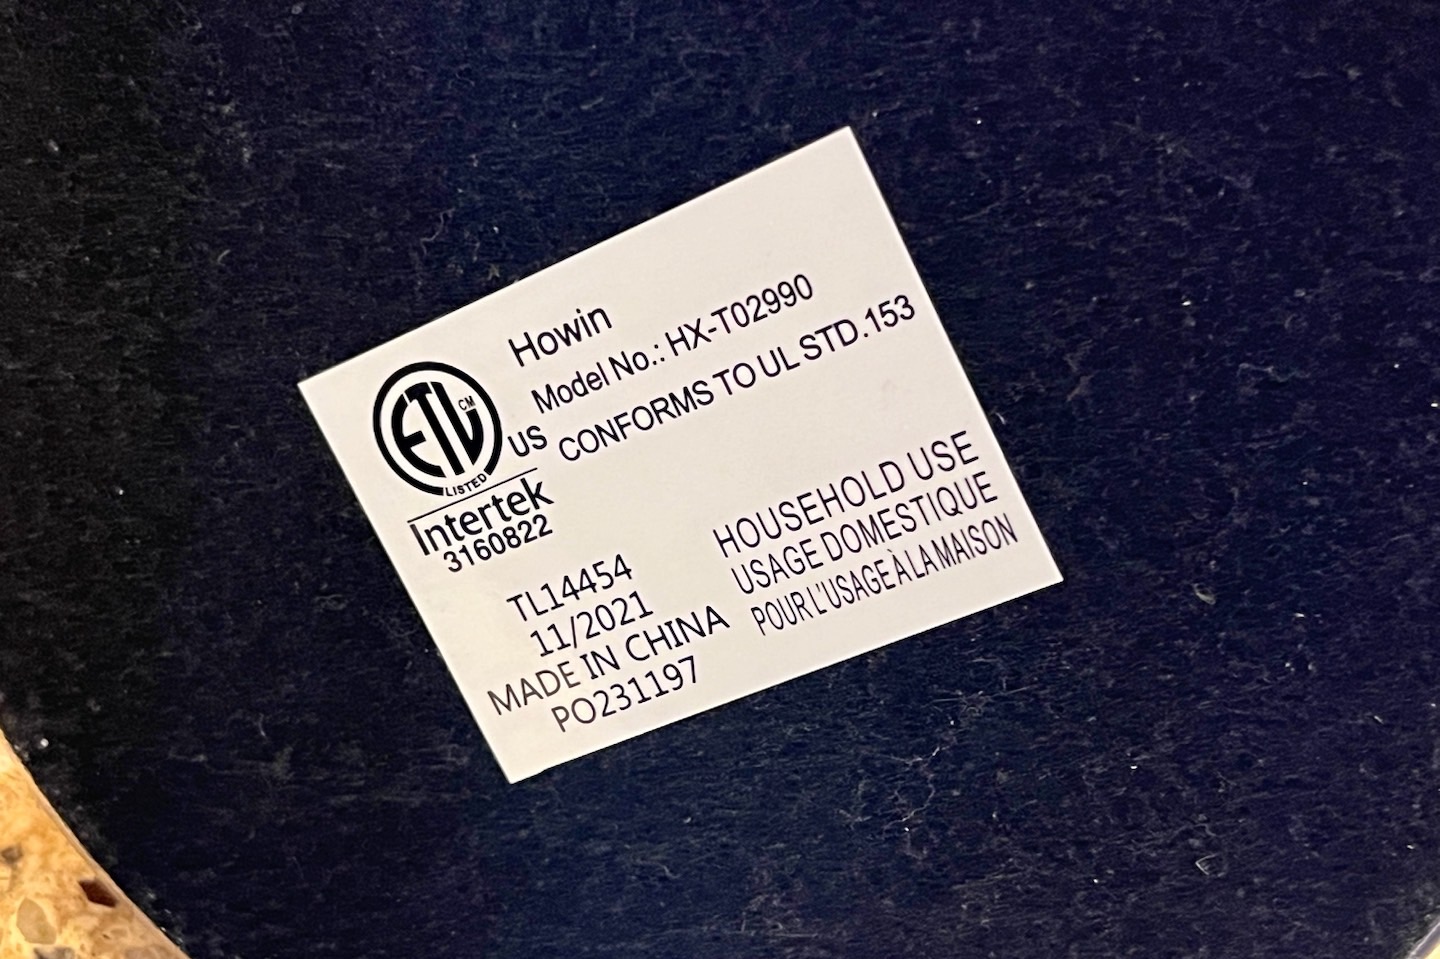 Howin
Model No.: HX-T02990
CONFORMS TO UL STD.153
ETL CM
LISTED
US
Intertek
3160822
TL14454
11/2021
MADE IN CHINA
PO231197
HOUSEHOLD USE
USAGE DOMESTIQUE
POUR L'USAGE À LA MAISON